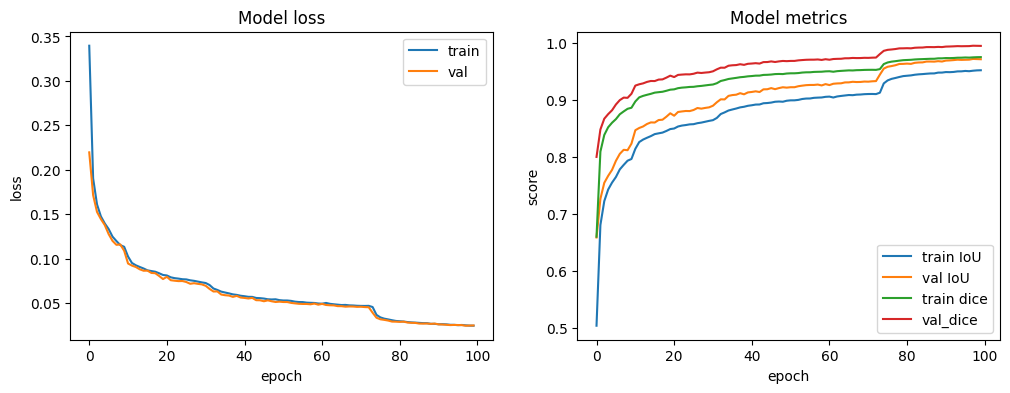 Model loss
0.35
0.30
0.25
0.20
0.15
0.10
0.05
loss
0
20
40
60
80
100
epoch
train
val
Model metrics
1.0
0.9
0.8
0.7
0.6
0.5
score
0
20
40
60
80
100
epoch
train IoU
val IoU
train dice
val_dice